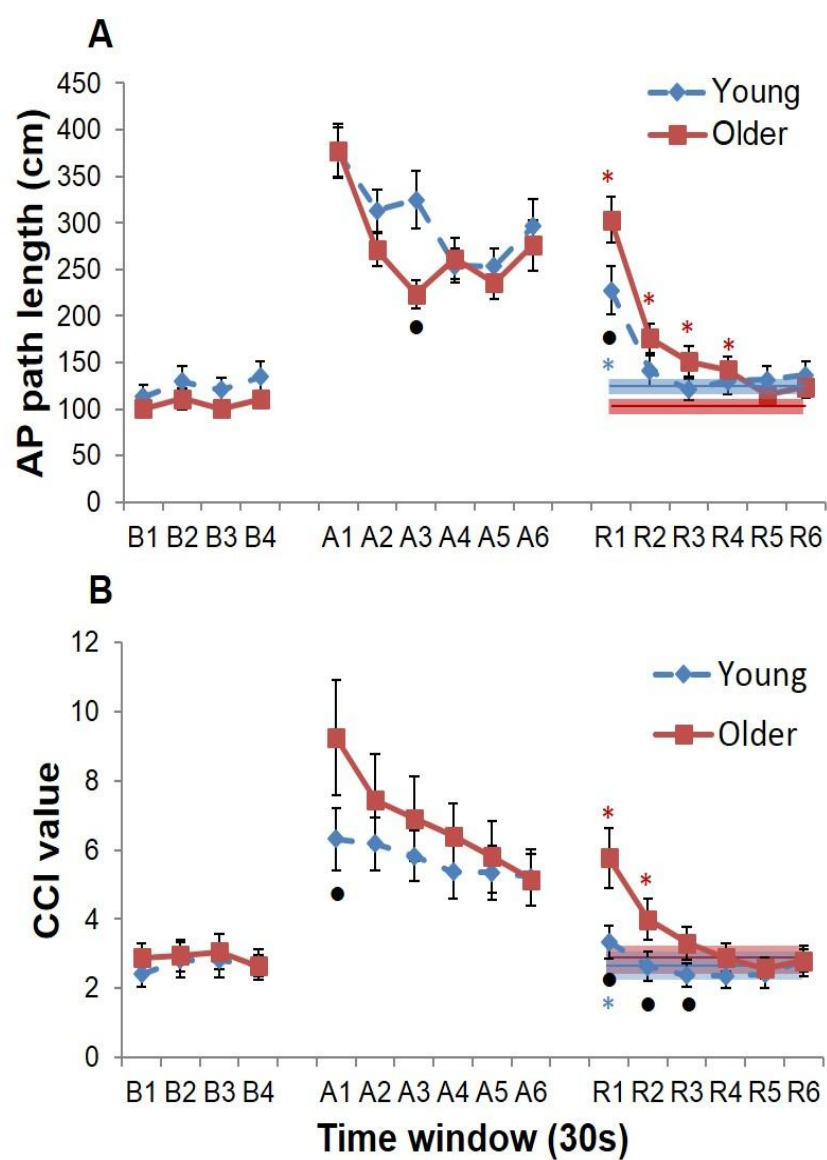 A
AP path length (cm)
450
400
350
300
250
200
150
100
50
0
Young
Older
*
*
*
*
*
B1 B2 B3 B4 A1 A2 A3 A4 A5 A6 R1 R2 R3 R4 R5 R6
B
CCI value
12
10
8
6
4
2
0
Young
Older
*
*
*
B1 B2 B3 B4 A1 A2 A3 A4 A5 A6 R1 R2 R3 R4 R5 R6
Time window (30s)